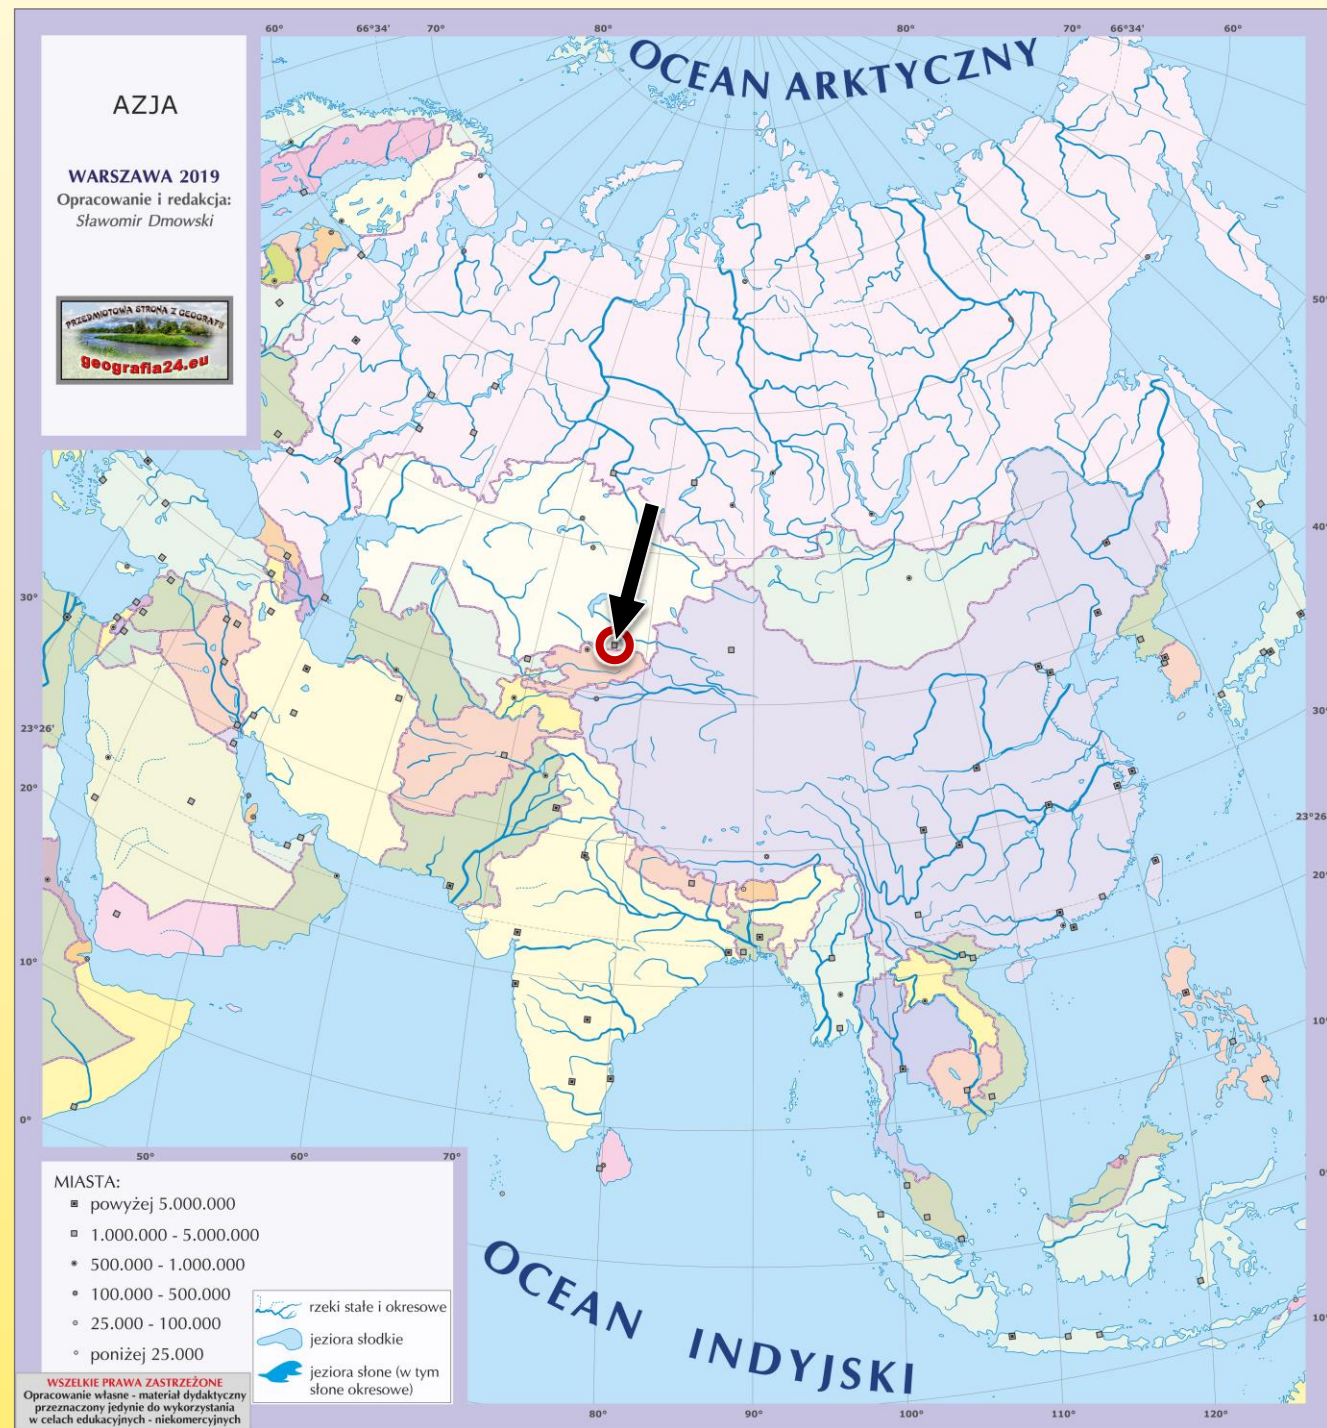 60°
66°34'
70°
80°
80°
70°
66°34'
60°
AZJA
WARSZAWA 2019
Opracowanie i redakcja:
Sławomir Dmowski
PRZEDMIOTOWA STRONA Z GEOGRAFII
geografia24.eu
OCEAN ARKTYCZNY
50°
40°
30°
30°
23°26'
20°
23°26'
20°
10°
10°
0°
0°
10°
50°
60°
70°
MIASTA:
powyżej 5.000.000
1.000.000 - 5.000.000
500.000 - 1.000.000
100.000 - 500.000
25.000 - 100.000
poniżej 25.000
rzeki stałe i okresowe
jeziora słodkie
jeziora słone (w tym
słone okresowe)
OCEAN INDYJSKI
WSZELKIE PRAWA ZASTRZEŻONE
Opracowanie własne - materiał dydaktyczny
przeznaczony jedynie do wykorzystania
w celach edukacyjnych - niekomercyjnych
80°
90°
100°
110°
120°